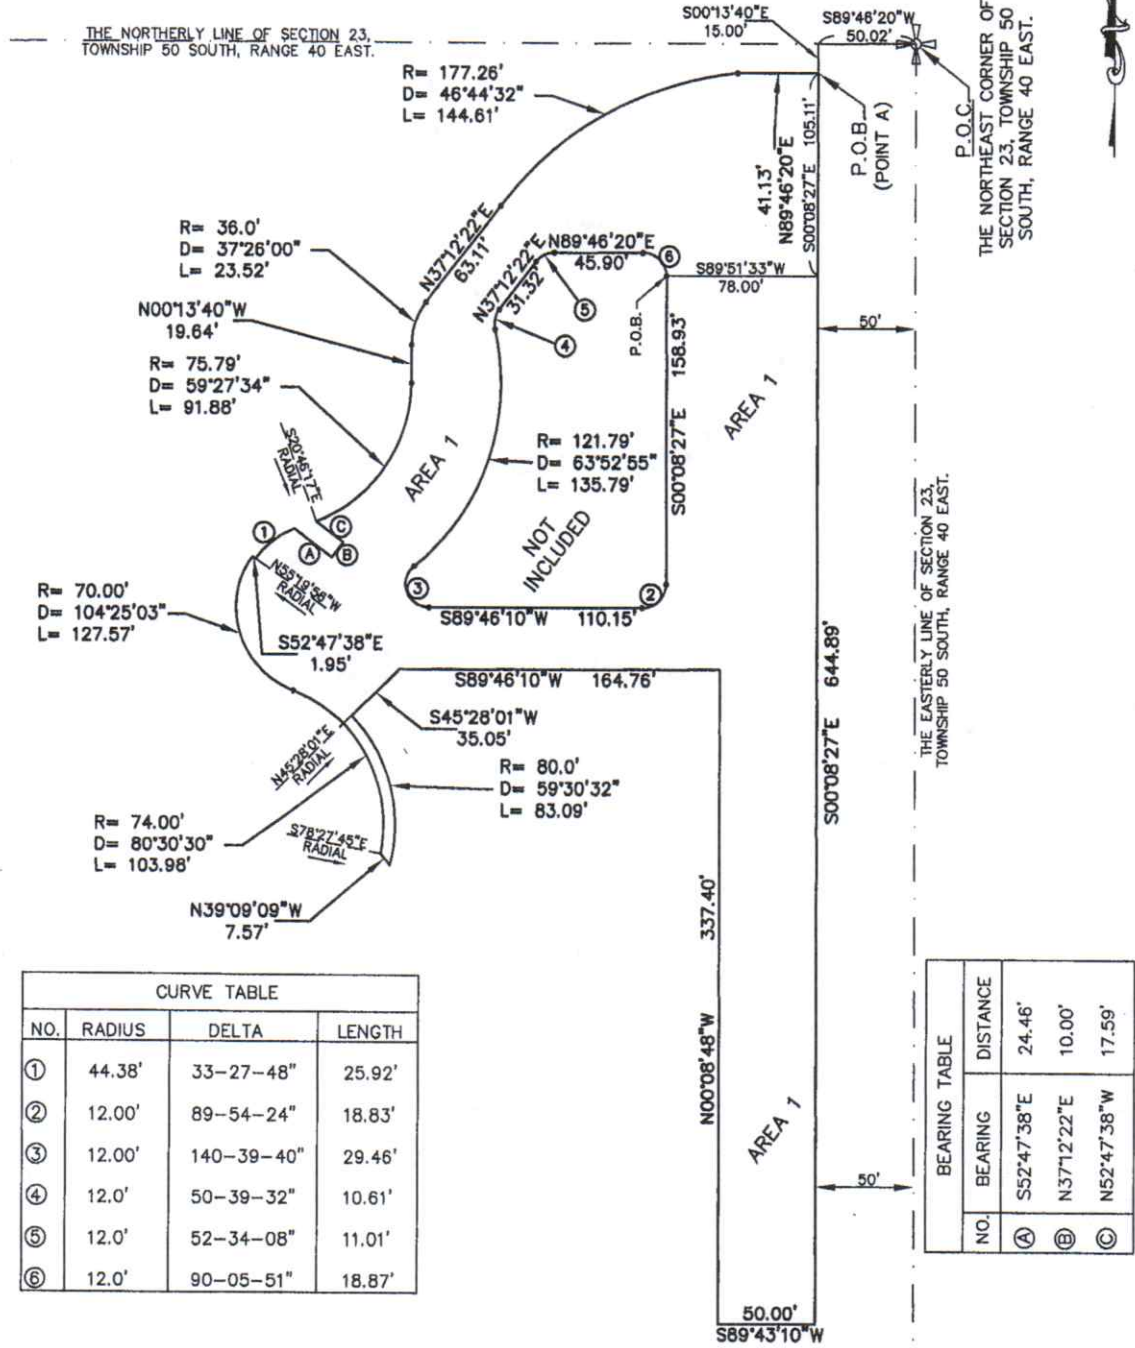 THE NORTHERLY LINE OF SECTION 23,
TOWNSHIP 50 SOUTH, RANGE 40 EAST.
S00°13'40"E
15.00'
S89°46'20"W
50.02'
P.O.C.
THE NORTHEAST CORNER OF
SECTION 23, TOWNSHIP 50
SOUTH, RANGE 40 EAST.
P.O.B.
(POINT A)
R= 177.26'
D= 46°44'32"
L= 144.61'
41.13'
N89°46'20"E
S00°08'27"E 105.11'
R= 36.0'
D= 37°26'00"
L= 23.52'
N37°12'22"E
63.11'
N37°12'22"E
31.32'
N89°46'20"E
45.90'
6
S89°51'33"W
78.00'
N00°13'40"W
19.64'
5
4
P.O.B.
50'
R= 75.79'
D= 59°27'34"
L= 91.88'
S00°08'27"E 158.93'
AREA 1
S20°46'17"E
RADIAL
AREA 1
R= 121.79'
D= 63°52'55"
L= 135.79'
NOT
INCLUDED
1
C
A
B
N55°19'56"W
RADIAL
3
2
S89°46'10"W 110.15'
R= 70.00'
D= 104°25'03"
L= 127.57'
S52°47'38"E
1.95'
S89°46'10"W 164.76'
S00°08'27"E 644.89'
THE EASTERLY LINE OF SECTION 23,
TOWNSHIP 50 SOUTH, RANGE 40 EAST.
S45°28'01"W
35.05'
N45°28'01"E
RADIAL
R= 80.0'
D= 59°30'32"
L= 83.09'
R= 74.00'
D= 80°30'30"
L= 103.98'
S78°27'45"E
RADIAL
N39°09'09"W
7.57'
N00°08'48"W 337.40'
AREA 1
50'
50.00'
S89°43'10"W
CURVE TABLE
NO. RADIUS DELTA LENGTH
1 44.38' 33-27-48" 25.92'
2 12.00' 89-54-24" 18.83'
3 12.00' 140-39-40" 29.46'
4 12.0' 50-39-32" 10.61'
5 12.0' 52-34-08" 11.01'
6 12.0' 90-05-51" 18.87'
BEARING TABLE
NO. BEARING DISTANCE
A S52°47'38"E 24.46'
B N37°12'22"E 10.00'
C N52°47'38"W 17.59'